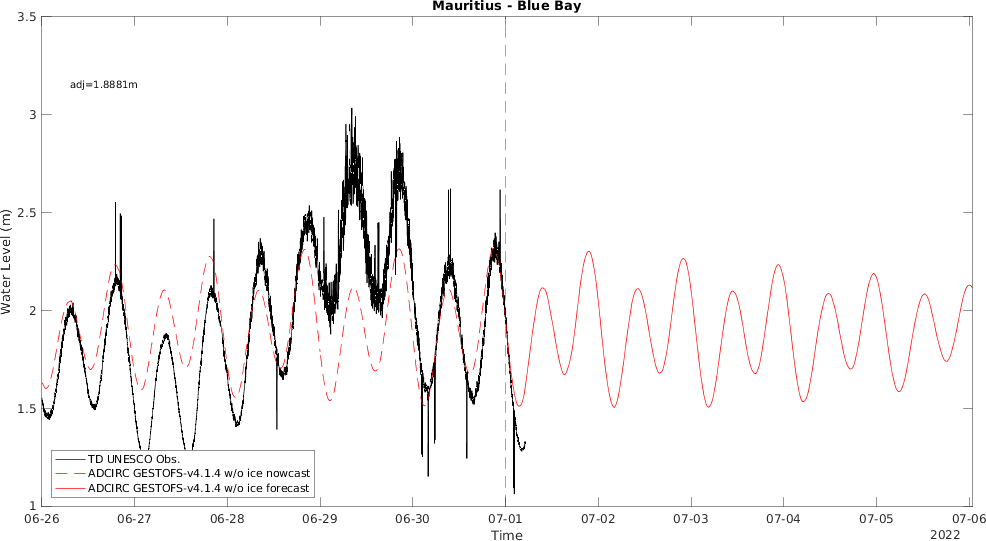 Mauritius - Blue Bay
3.5
adj=1.8881m
3
2.5
Water Level (m)
2
1.5
TD UNESCO Obs.
ADCIRC GESTOFS-v4.1.4 w/o ice nowcast
ADCIRC GESTOFS-v4.1.4 w/o ice forecast
1
06-26 06-27 06-28 06-29 06-30 07-01 07-02 07-03 07-04 07-05 07-06
Time 2022